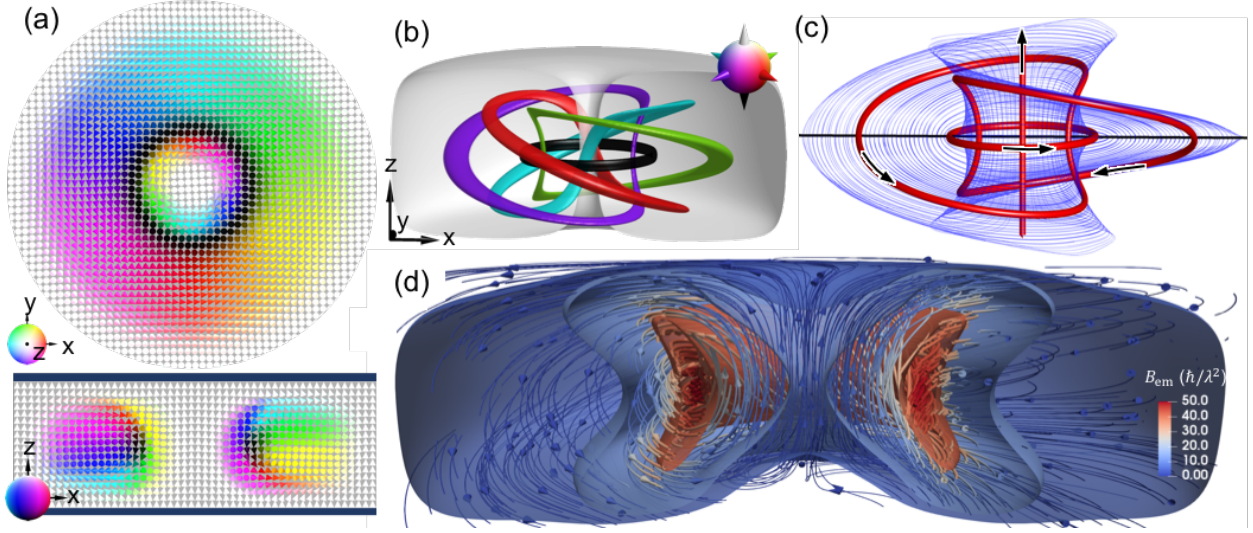 (a)
y
z x
z
x
(b)
z
y
x
(c)
(d)
B_em (ℏ/λ²)
50.0
40.0
30.0
20.0
10.0
0.00